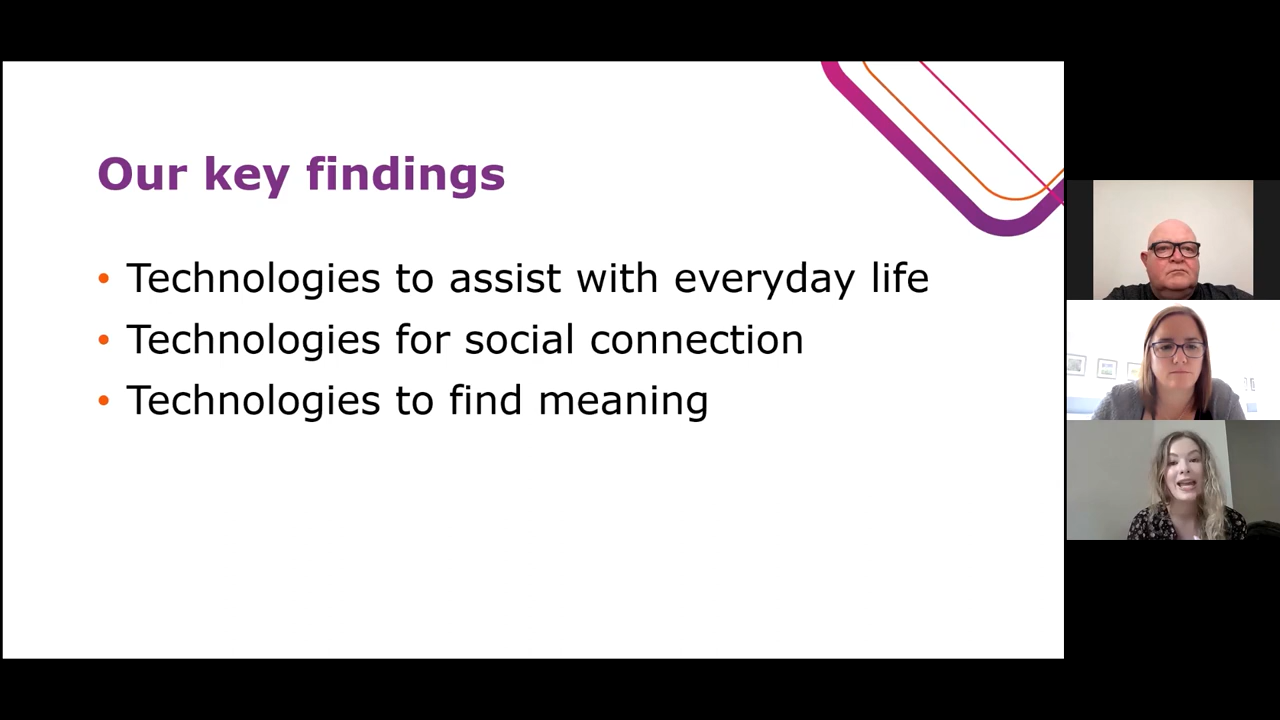 Our key findings
• Technologies to assist with everyday life
• Technologies for social connection
• Technologies to find meaning